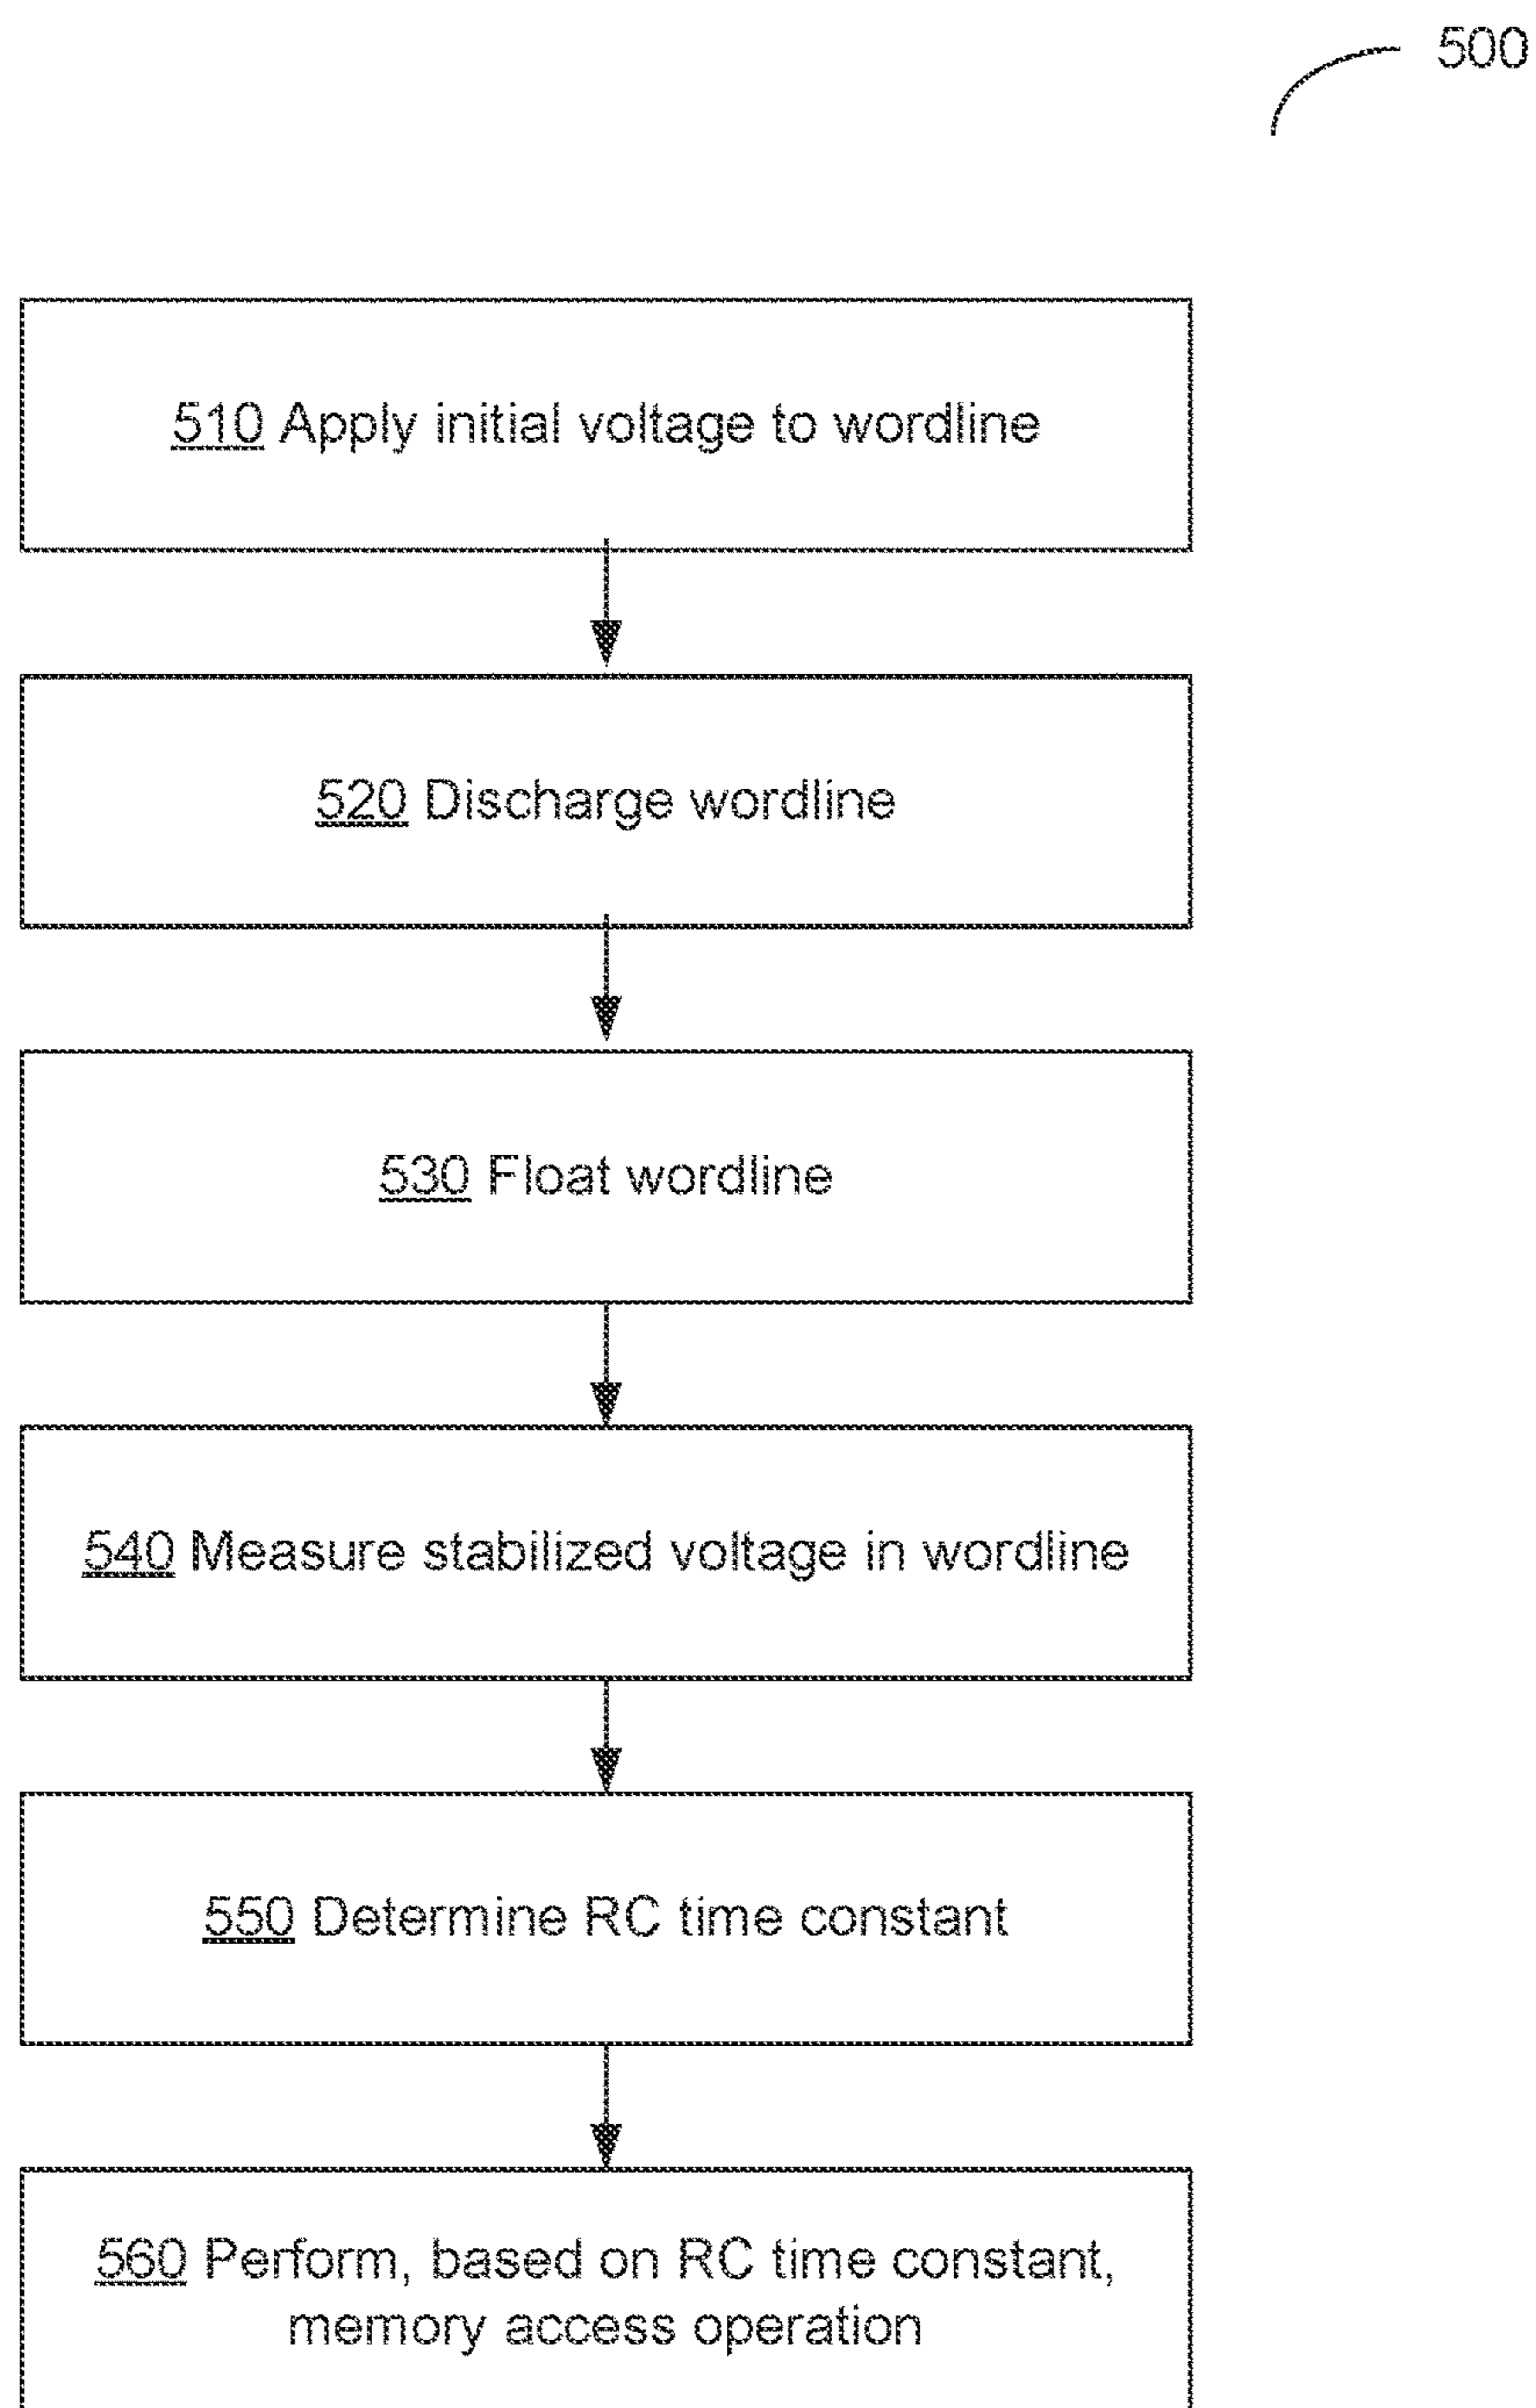 500
510 Apply initial voltage to wordline
520 Discharge wordline
530 Float wordline
540 Measure stabilized voltage in wordline
550 Determine RC time constant
560 Perform, based on RC time constant,
memory access operation